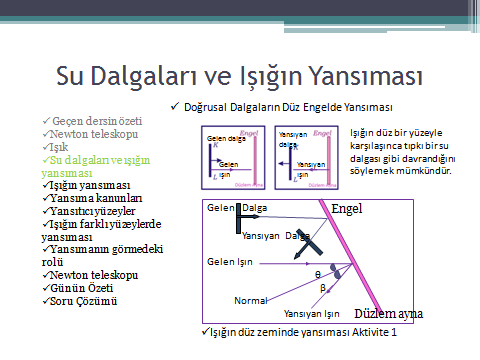 Su Dalgaları ve Işığın Yansıması
✓ Geçen dersin özeti
✓Newton teleskopu
✓Işık
✓Su dalgaları ve ışığın
yansıması
✓Işığın yansıması
✓Yansıma kanunları
✓Yansıtıcı yüzeyler
✓Işığın farklı yüzeylerde
yansıması
✓Yansımanın görmedeki
rolü
✓Newton teleskopu
✓Günün Özeti
✓Soru Çözümü
✓ Doğrusal Dalgaların Düz Engelde Yansıması
Engel
Gelen dalga
K
Gelen
ışın
L
Düzlem ayna
Engel
Yansıyan
dalga
K
Yansıyan
ışın
L
Düzlem ayna
Işığın düz bir yüzeyle
karşılaşınca tıpkı bir su
dalgası gibi davrandığını
söylemek mümkündür.
Gelen Dalga
Engel
Yansıyan Dalga
Gelen Işın
θ
β
Normal
Yansıyan Işın
Düzlem ayna
✓Işığın düz zeminde yansıması Aktivite 1